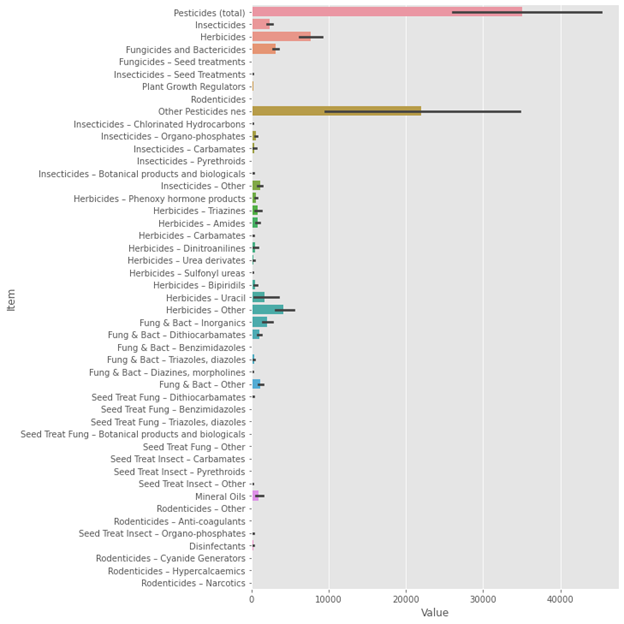 Pesticides (total)
Insecticides
Herbicides
Fungicides and Bactericides
Fungicides – Seed treatments
Insecticides – Seed Treatments
Plant Growth Regulators
Rodenticides
Other Pesticides nes
Insecticides – Chlorinated Hydrocarbons
Insecticides – Organo-phosphates
Insecticides – Carbamates
Insecticides – Pyrethroids
Insecticides – Botanical products and biologicals
Insecticides – Other
Herbicides – Phenoxy hormone products
Herbicides – Triazines
Herbicides – Amides
Herbicides – Carbamates
Herbicides – Dinitroanilines
Herbicides – Urea derivates
Herbicides – Sulfonyl ureas
Herbicides – Bipiridils
Herbicides – Uracil
Herbicides – Other
Fung & Bact – Inorganics
Fung & Bact – Dithiocarbamates
Fung & Bact – Benzimidazoles
Fung & Bact – Triazoles, diazoles
Fung & Bact – Diazines, morpholines
Fung & Bact – Other
Seed Treat Fung – Dithiocarbamates
Seed Treat Fung – Benzimidazoles
Seed Treat Fung – Triazoles, diazoles
Seed Treat Fung – Botanical products and biologicals
Seed Treat Fung – Other
Seed Treat Insect – Carbamates
Seed Treat Insect – Pyrethroids
Seed Treat Insect – Other
Mineral Oils
Rodenticides – Other
Rodenticides – Anti-coagulants
Seed Treat Insect – Organo-phosphates
Disinfectants
Rodenticides – Cyanide Generators
Rodenticides – Hypercalcaemics
Rodenticides – Narcotics
Item
0 10000 20000 30000 40000
Value